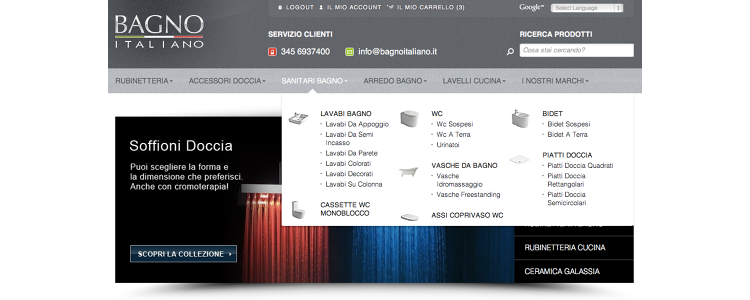 BAGNO
ITALIANO
LOGOUT IL MIO ACCOUNT IL MIO CARRELLO (3)
Google™ Select Language
SERVIZIO CLIENTI
345 6937400 info@bagnoitaliano.it
RICERCA PRODOTTI
Cosa stai cercando?
RUBINETTERIA ACCESSORI DOCCIA SANITARI BAGNO ARREDO BAGNO LAVELLI CUCINA I NOSTRI MARCHI
LAVABI BAGNO
Lavabi Da Appoggio
Lavabi Da Semi
Incasso
Lavabi Da Parete
Lavabi Colorati
Lavabi Decorati
Lavabi Su Colonna
CASSETTE WC
MONOBLOCCO
WC
Wc Sospesi
Wc A Terra
Urinatoi
VASCHE DA BAGNO
Vasche
Idromassaggio
Vasche Freestanding
ASSI COPRIVASO WC
BIDET
Bidet Sospesi
Bidet A Terra
PIATTI DOCCIA
Piatti Doccia Quadrati
Piatti Doccia
Rettangolari
Piatti Doccia
Semicircolari
Soffioni Doccia
Puoi scegliere la forma e
la dimensione che preferisci.
Anche con cromoterapia!
SCOPRI LA COLLEZIONE
RUBINETTERIA CUCINA
CERAMICA GALASSIA